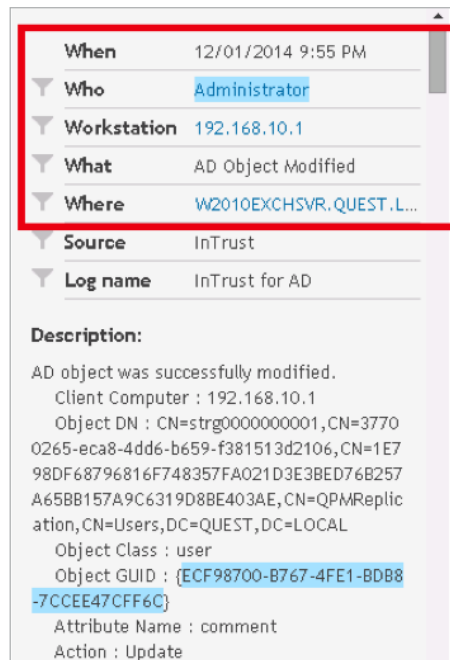 When 12/01/2014 9:55 PM
Who Administrator
Workstation 192.168.10.1
What AD Object Modified
Where W2010EXCHSVR.QUEST.L...
Source InTrust
Log name InTrust for AD
Description:
AD object was successfully modified.
Client Computer : 192.168.10.1
Object DN : CN=strg0000000001,CN=3770
0265-eca8-4dd6-b659-f381513d2106,CN=1E7
98DF68796816F748357FA021D3E3BED76B257
A65BB157A9C6319D8BE403AE,CN=QPMReplic
ation,CN=Users,DC=QUEST,DC=LOCAL
Object Class : user
Object GUID : {ECF98700-B767-4FE1-BDB8
-7CCEE47CFF6C}
Attribute Name : comment
Action : Update